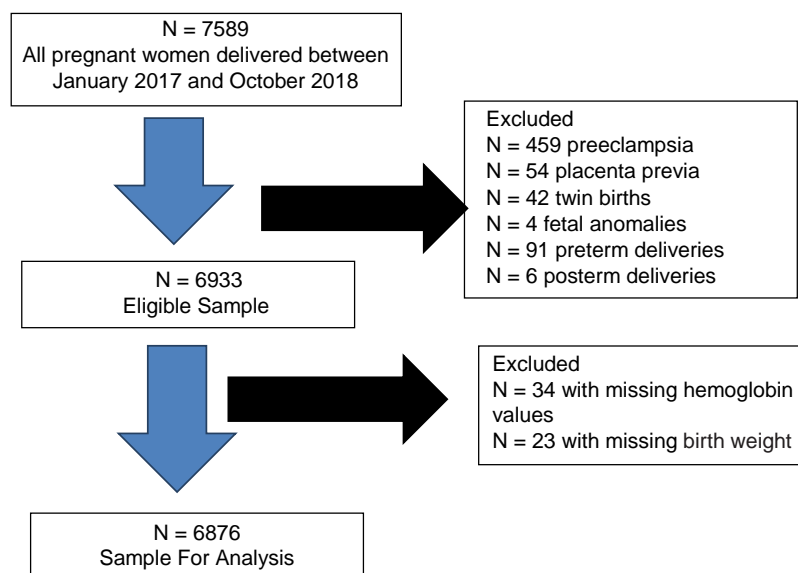 N = 7589
All pregnant women delivered between
January 2017 and October 2018
Excluded
N = 459 preeclampsia
N = 54 placenta previa
N = 42 twin births
N = 4 fetal anomalies
N = 91 preterm deliveries
N = 6 posterm deliveries
N = 6933
Eligible Sample
Excluded
N = 34 with missing hemoglobin
values
N = 23 with missing birth weight
N = 6876
Sample For Analysis